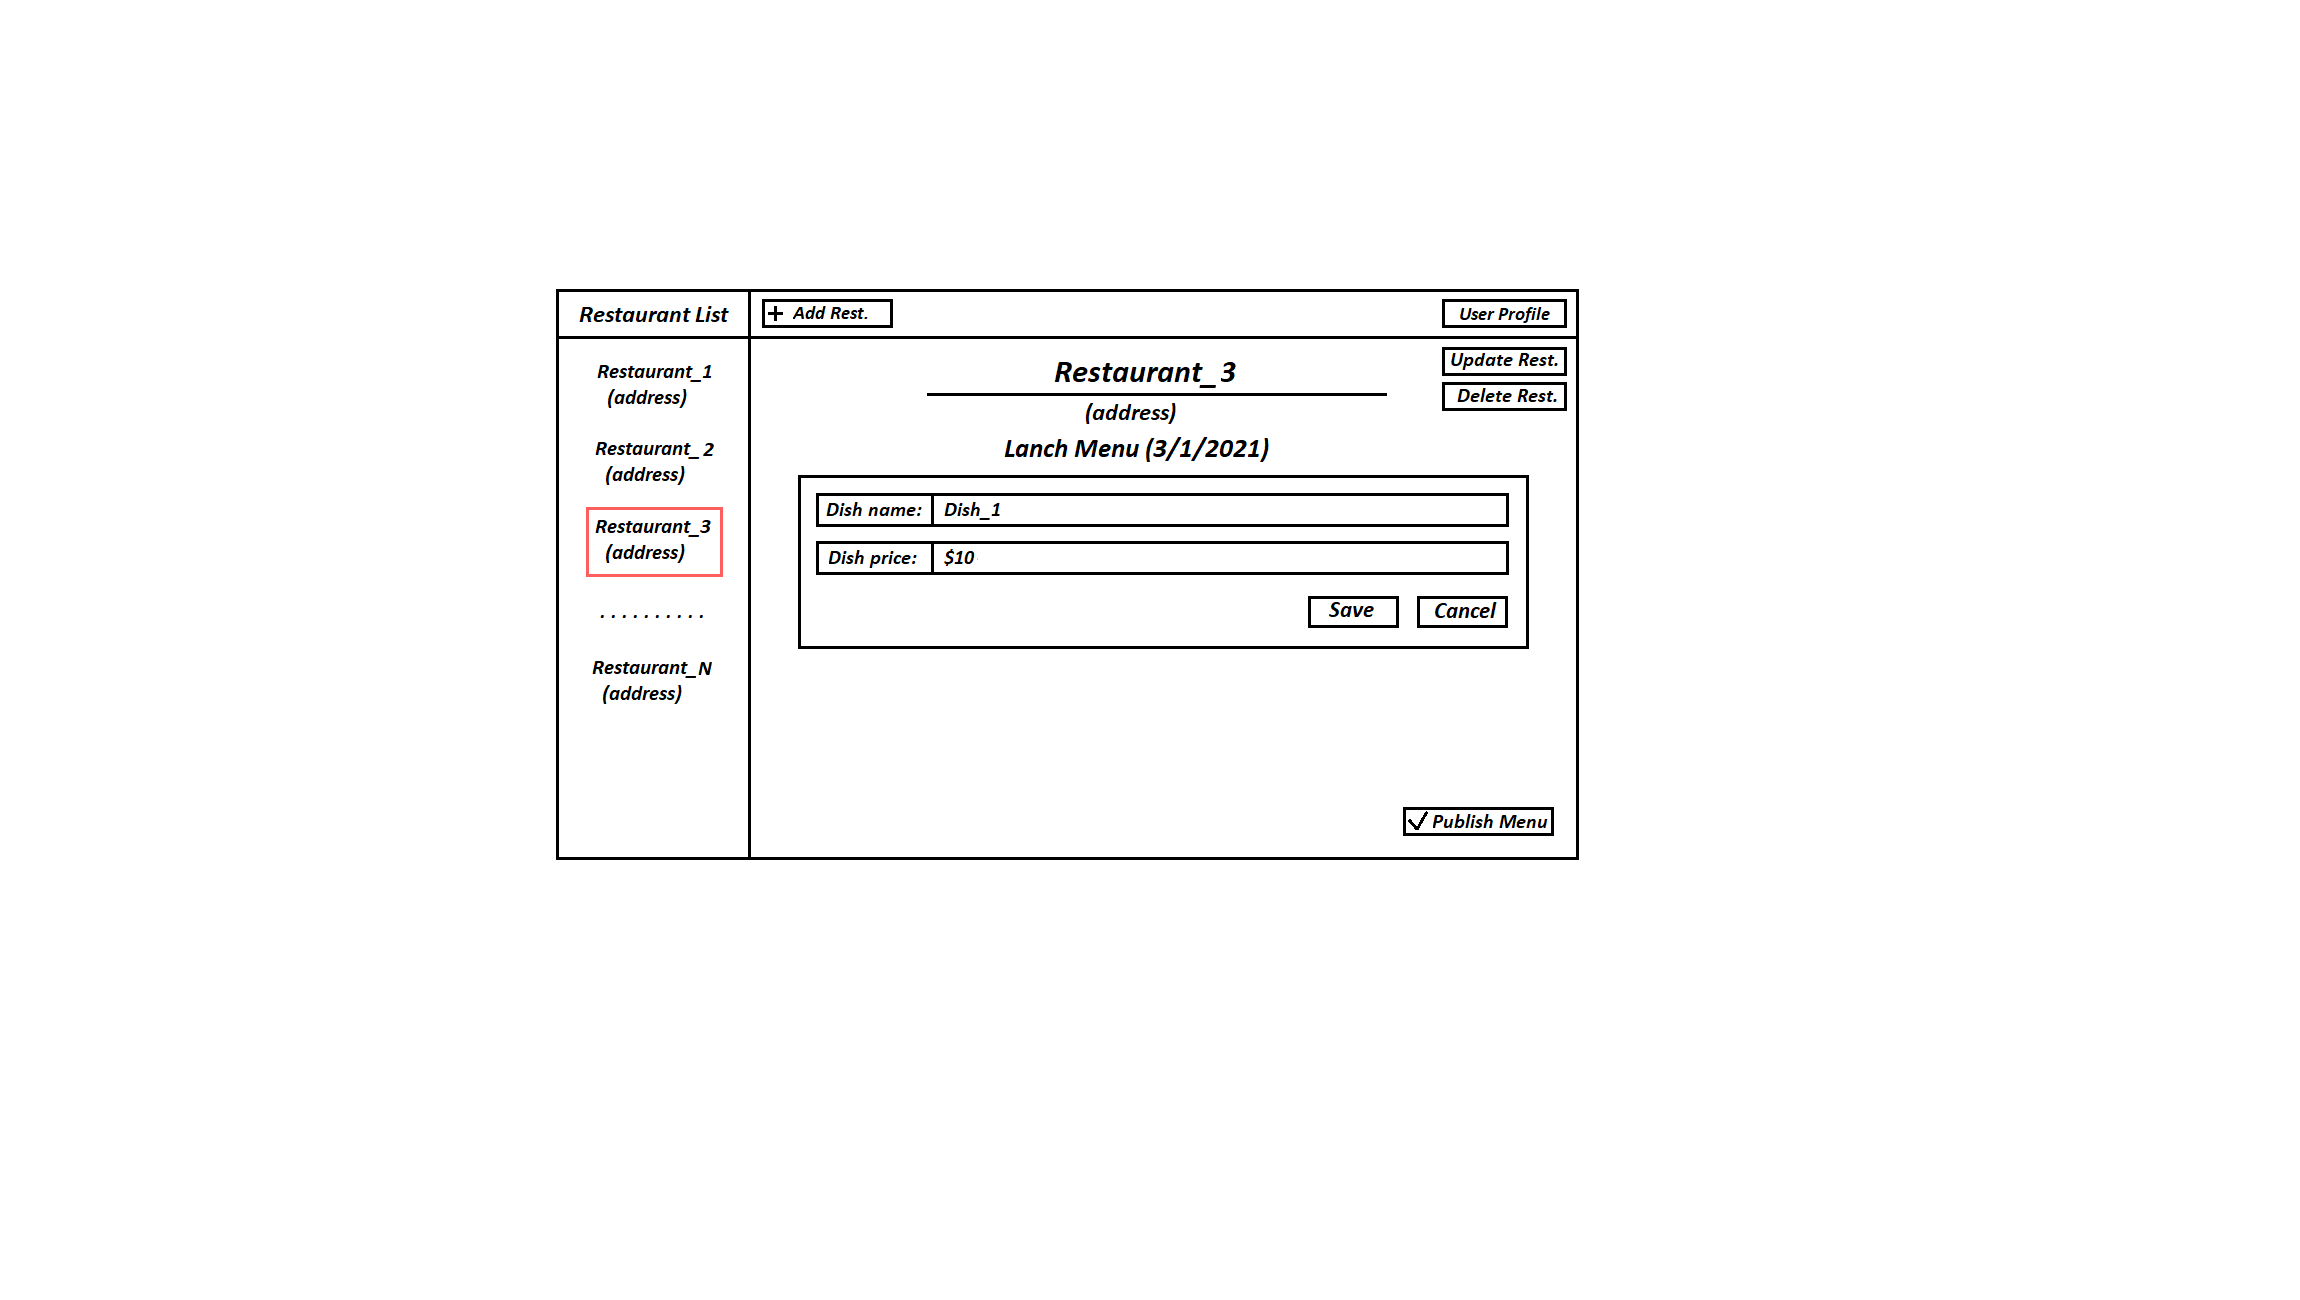 Restaurant List
+ Add Rest.
User Profile
Restaurant_1
(address)
Restaurant_2
(address)
Restaurant_3
(address)
. . . . . . . . . .
Restaurant_N
(address)
Restaurant_3
(address)
Update Rest.
Delete Rest.
Lanch Menu (3/1/2021)
Dish name: Dish_1
Dish price: $10
Save
Cancel
Publish Menu